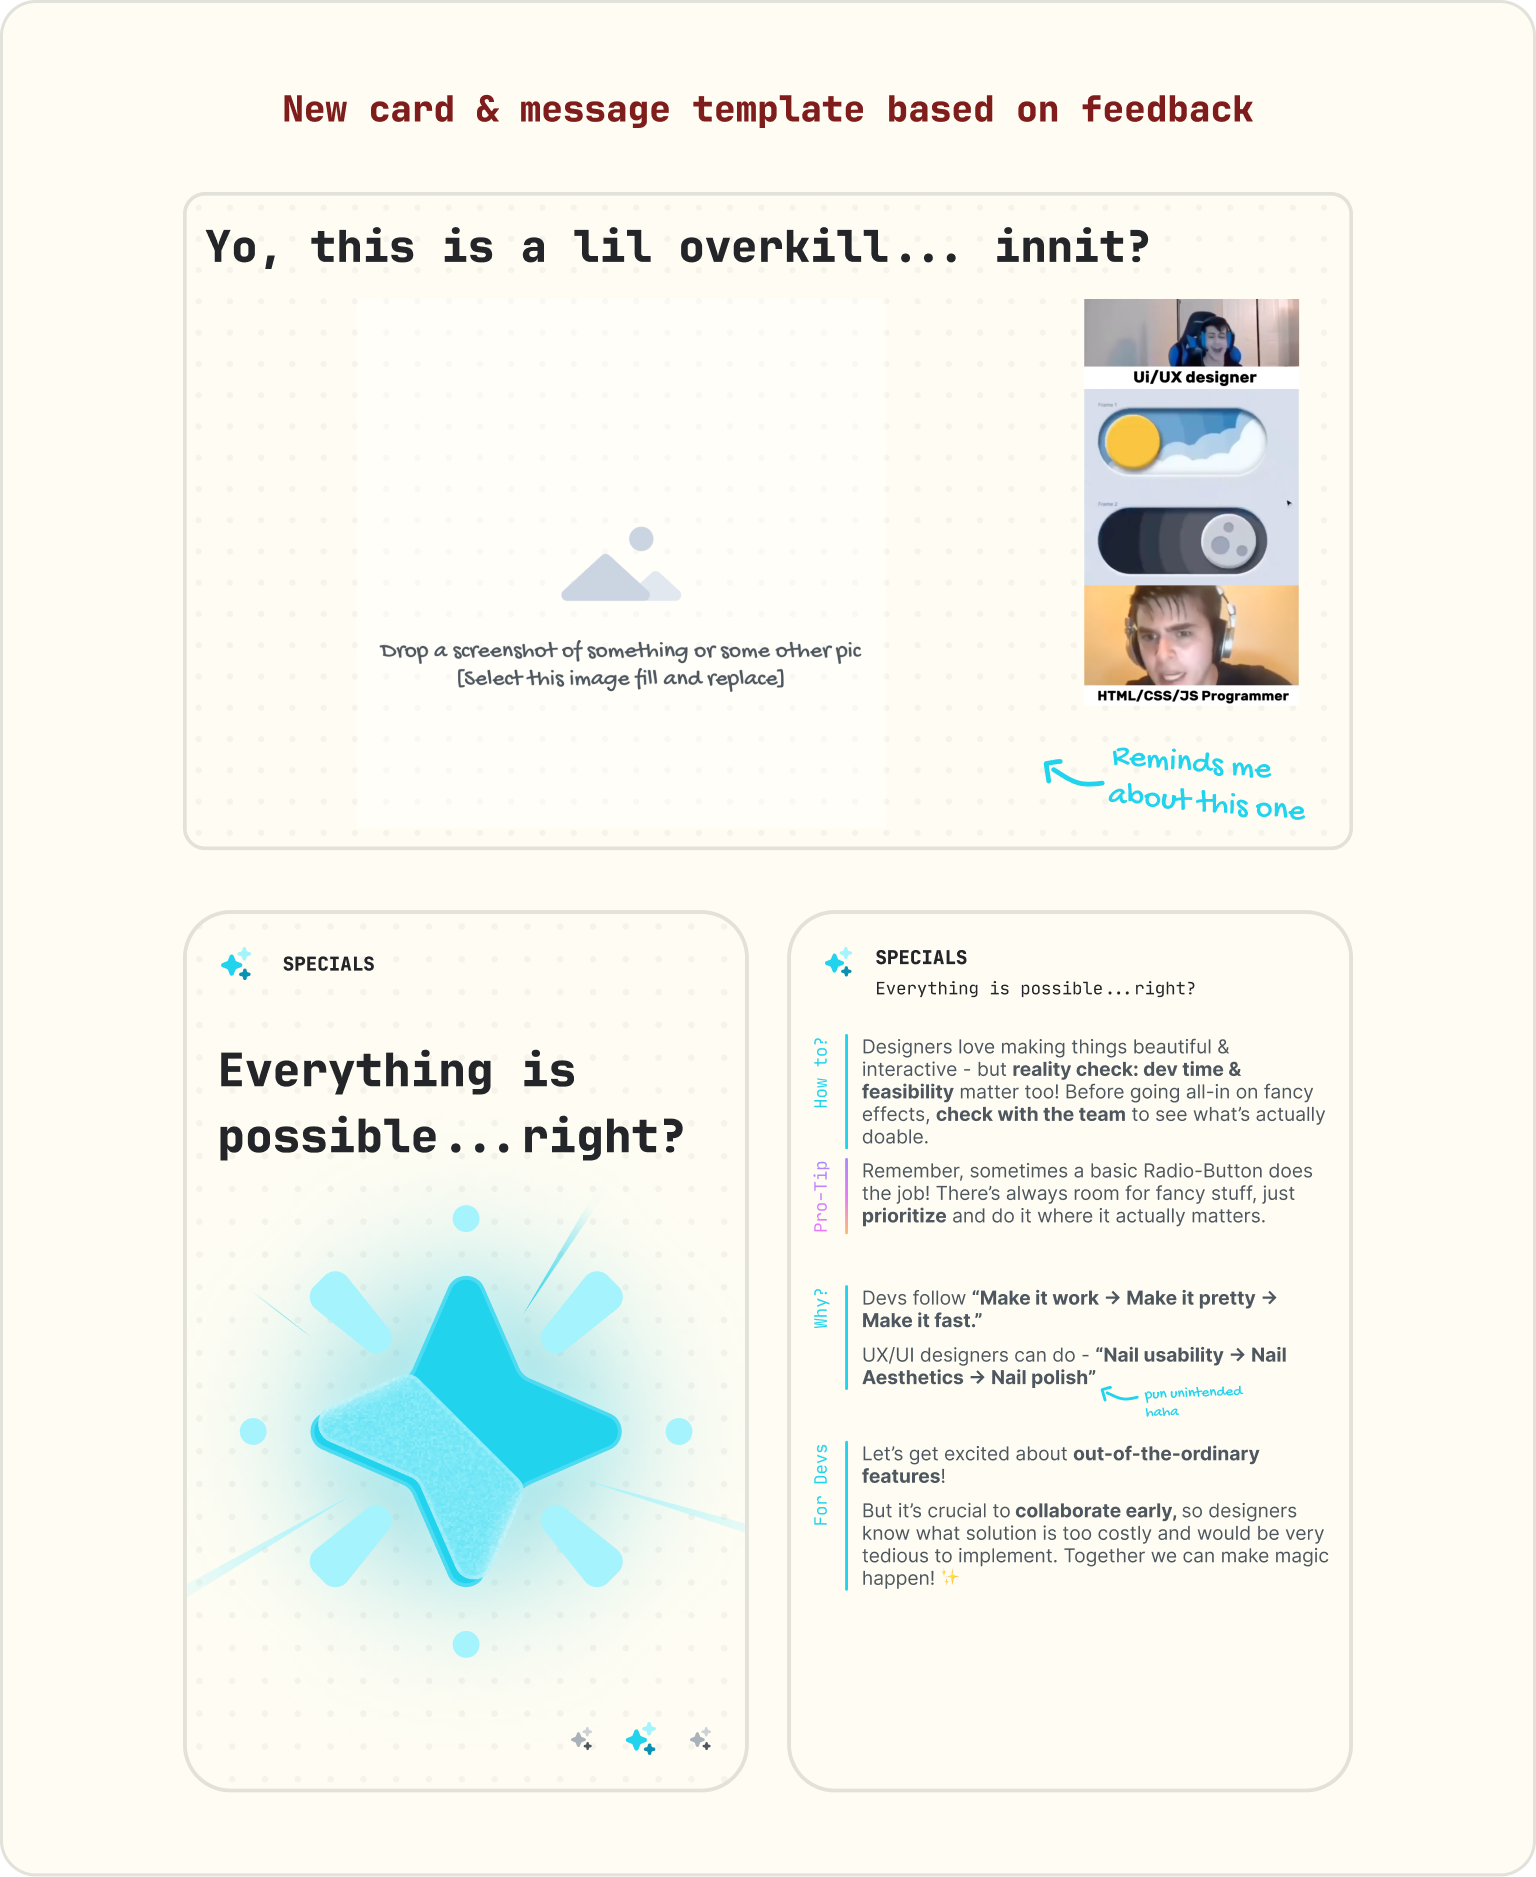 New card & message template based on feedback
Yo, this is a lil overkill... innit?
Ui/UX designer
Frame 1
Frame 2
HTML/CSS/JS Programmer
Drop a screenshot of something or some other pic
[Select this image fill and replace]
Reminds me
about this one
SPECIALS
Everything is
possible...right?
SPECIALS
Everything is possible...right?
How to?
Designers love making things beautiful &
interactive - but reality check: dev time &
feasibility matter too! Before going all-in on fancy
effects, check with the team to see what’s actually
doable.
Pro-Tip
Remember, sometimes a basic Radio-Button does
the job! There’s always room for fancy stuff, just
prioritize and do it where it actually matters.
Why?
Devs follow “Make it work → Make it pretty →
Make it fast.”
UX/UI designers can do - “Nail usability → Nail
Aesthetics → Nail polish”
pun unintended
haha
For Devs
Let’s get excited about out-of-the-ordinary
features!
But it’s crucial to collaborate early, so designers
know what solution is too costly and would be very
tedious to implement. Together we can make magic
happen! ✨